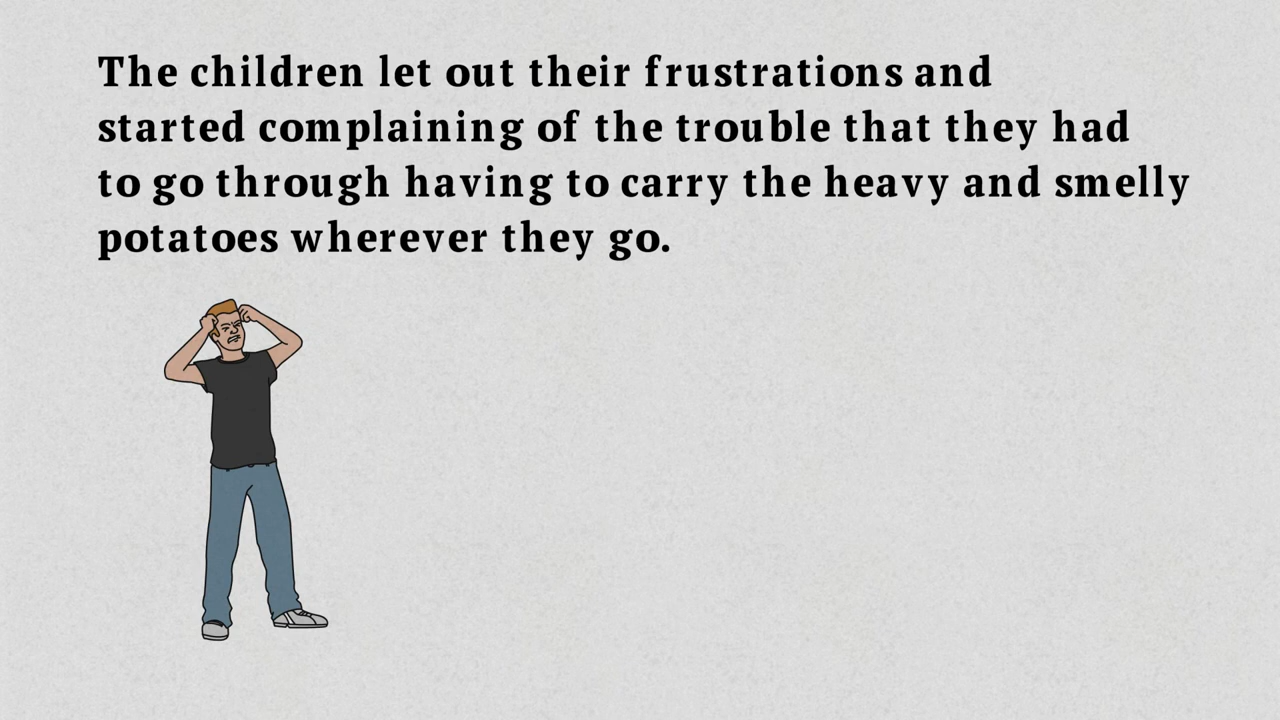 The children let out their frustrations and
started complaining of the trouble that they had
to go through having to carry the heavy and smelly
potatoes wherever they go.